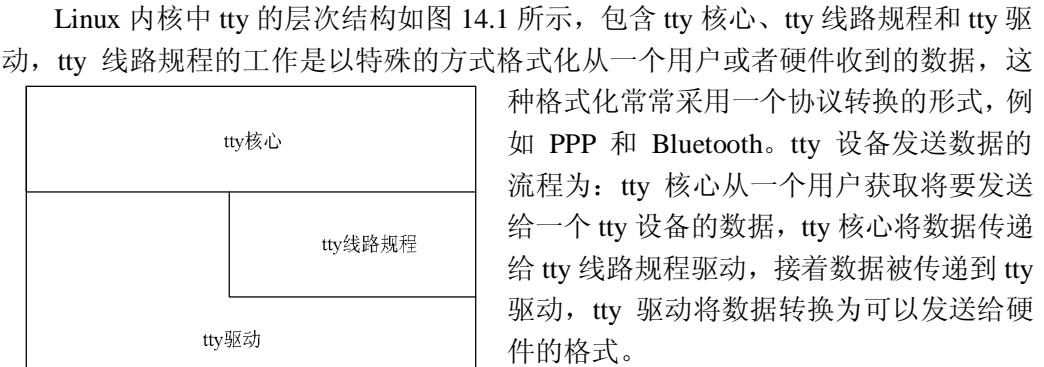 Linux 内核中 tty 的层次结构如图 14.1 所示，包含 tty 核心、tty 线路规程和 tty 驱
动，tty 线路规程的工作是以特殊的方式格式化从一个用户或者硬件收到的数据，这
种格式化常常采用一个协议转换的形式，例
如 PPP 和 Bluetooth。tty 设备发送数据的
流程为：tty 核心从一个用户获取将要发送
给一个 tty 设备的数据，tty 核心将数据传递
给 tty 线路规程驱动，接着数据被传递到 tty
驱动，tty 驱动将数据转换为可以发送给硬
件的格式。
tty核心
tty线路规程
tty驱动